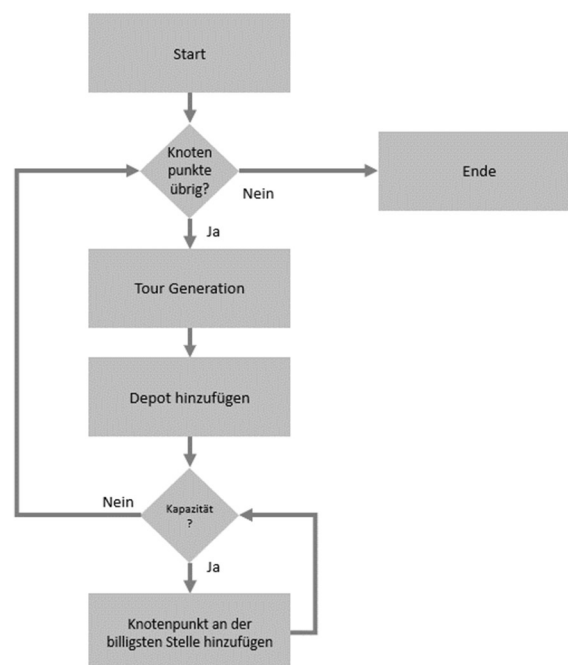 Start
Knoten
punkte
übrig?
Ende
Nein
Ja
Tour Generation
Depot hinzufügen
Nein
Kapazität
?
Ja
Knotenpunkt an der
billigsten Stelle hinzufügen